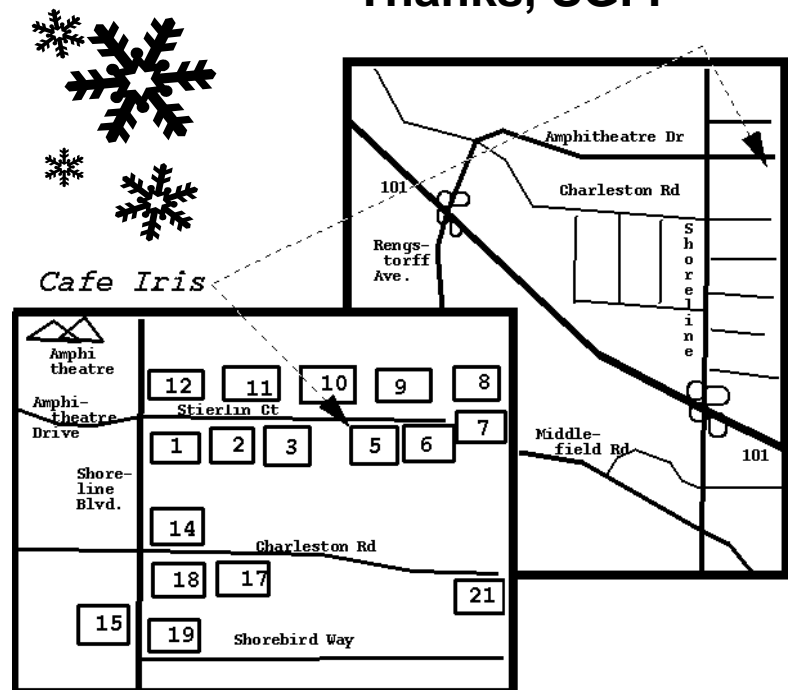 Amphitheatre Dr
101
Charleston Rd
Rengs-
torff
Ave.
Shoreline
Cafe Iris
Amphi
theatre
12
11
10
9
8
Amphi-
theatre
Drive
Stierlin Ct
1
2
3
5
6
7
Middle-
field Rd
101
Shore-
line
Blvd.
14
Charleston Rd
18
17
21
15
19
Shorebird Way